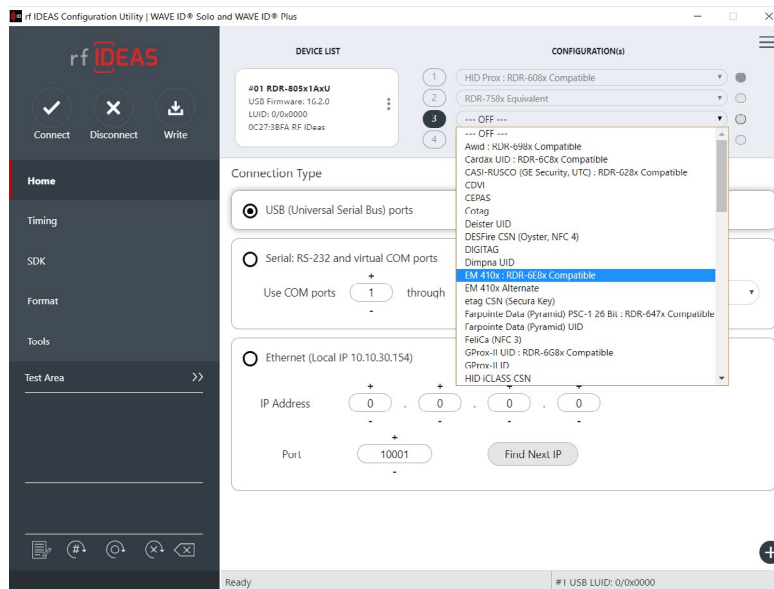 rf IDEAS Configuration Utility | WAVE ID® Solo and WAVE ID® Plus
rf IDEAS
Connect Disconnect Write
Home
Timing
SDK
Format
Tools
Test Area >>
DEVICE LIST
#01 RDR-805x1AxU
USB Firmware: 16.2.0
LUID: 0/0x0000
0C27:3BFA RF IDeas
CONFIGURATION(s)
1 HID Prox : RDR-608x Compatible
2 RDR-758x Equivalent
3 --- OFF ---
4
--- OFF ---
Awid : RDR-698x Compatible
Cardax UID : RDR-6C8x Compatible
CASI-RUSCO (GE Security, UTC) : RDR-628x Compatible
CDVI
CEPAS
Cotag
Deister UID
DESFire CSN (Oyster, NFC 4)
DIGITAG
Dimpna UID
EM 410x : RDR-6E8x Compatible
EM 410x Alternate
etag CSN (Secura Key)
Farpointe Data (Pyramid) PSC-1 26 Bit : RDR-647x Compatible
Farpointe Data (Pyramid) UID
FeliCa (NFC 3)
GProx-II UID : RDR-6G8x Compatible
GProx-II ID
HID iCLASS CSN
Connection Type
USB (Universal Serial Bus) ports
Serial: RS-232 and virtual COM ports
+
Use COM ports 1 through
-
Ethernet (Local IP 10.10.30.154)
+ + + +
IP Address 0 . 0 . 0 . 0
- - - -
+
Port 10001 Find Next IP
-
+
Ready #1 USB LUID: 0/0x0000